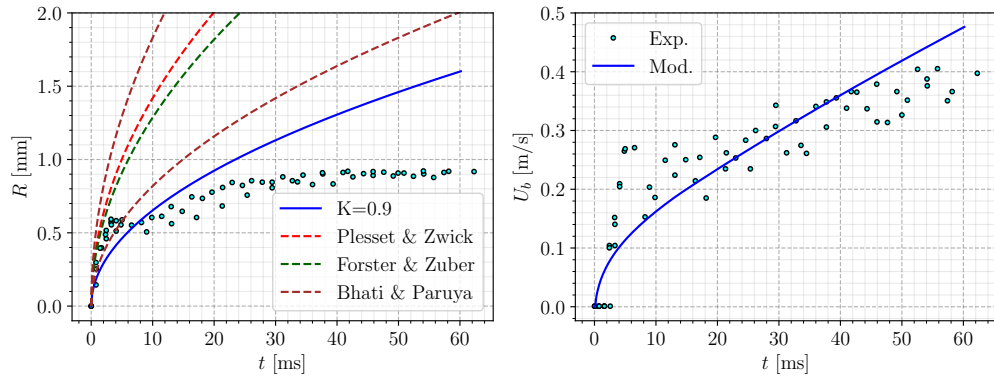 2.0
1.5
1.0
0.5
0.0
R [mm]
K=0.9
Plesset & Zwick
Forster & Zuber
Bhati & Paruya
0 10 20 30 40 50 60
t [ms]
0.5
0.4
0.3
0.2
0.1
0.0
U_b [m/s]
Exp.
Mod.
0 10 20 30 40 50 60
t [ms]